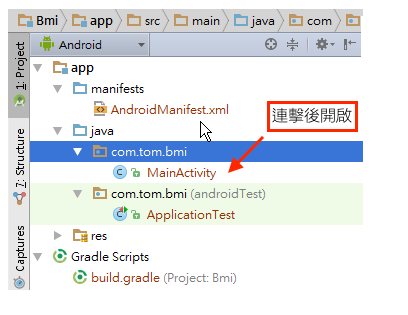 Bmi app src main java com
Android
1: Project
7: Structure
Captures
app
manifests
AndroidManifest.xml
連擊後開啟
java
com.tom.bmi
MainActivity
com.tom.bmi (androidTest)
ApplicationTest
res
Gradle Scripts
build.gradle (Project: Bmi)